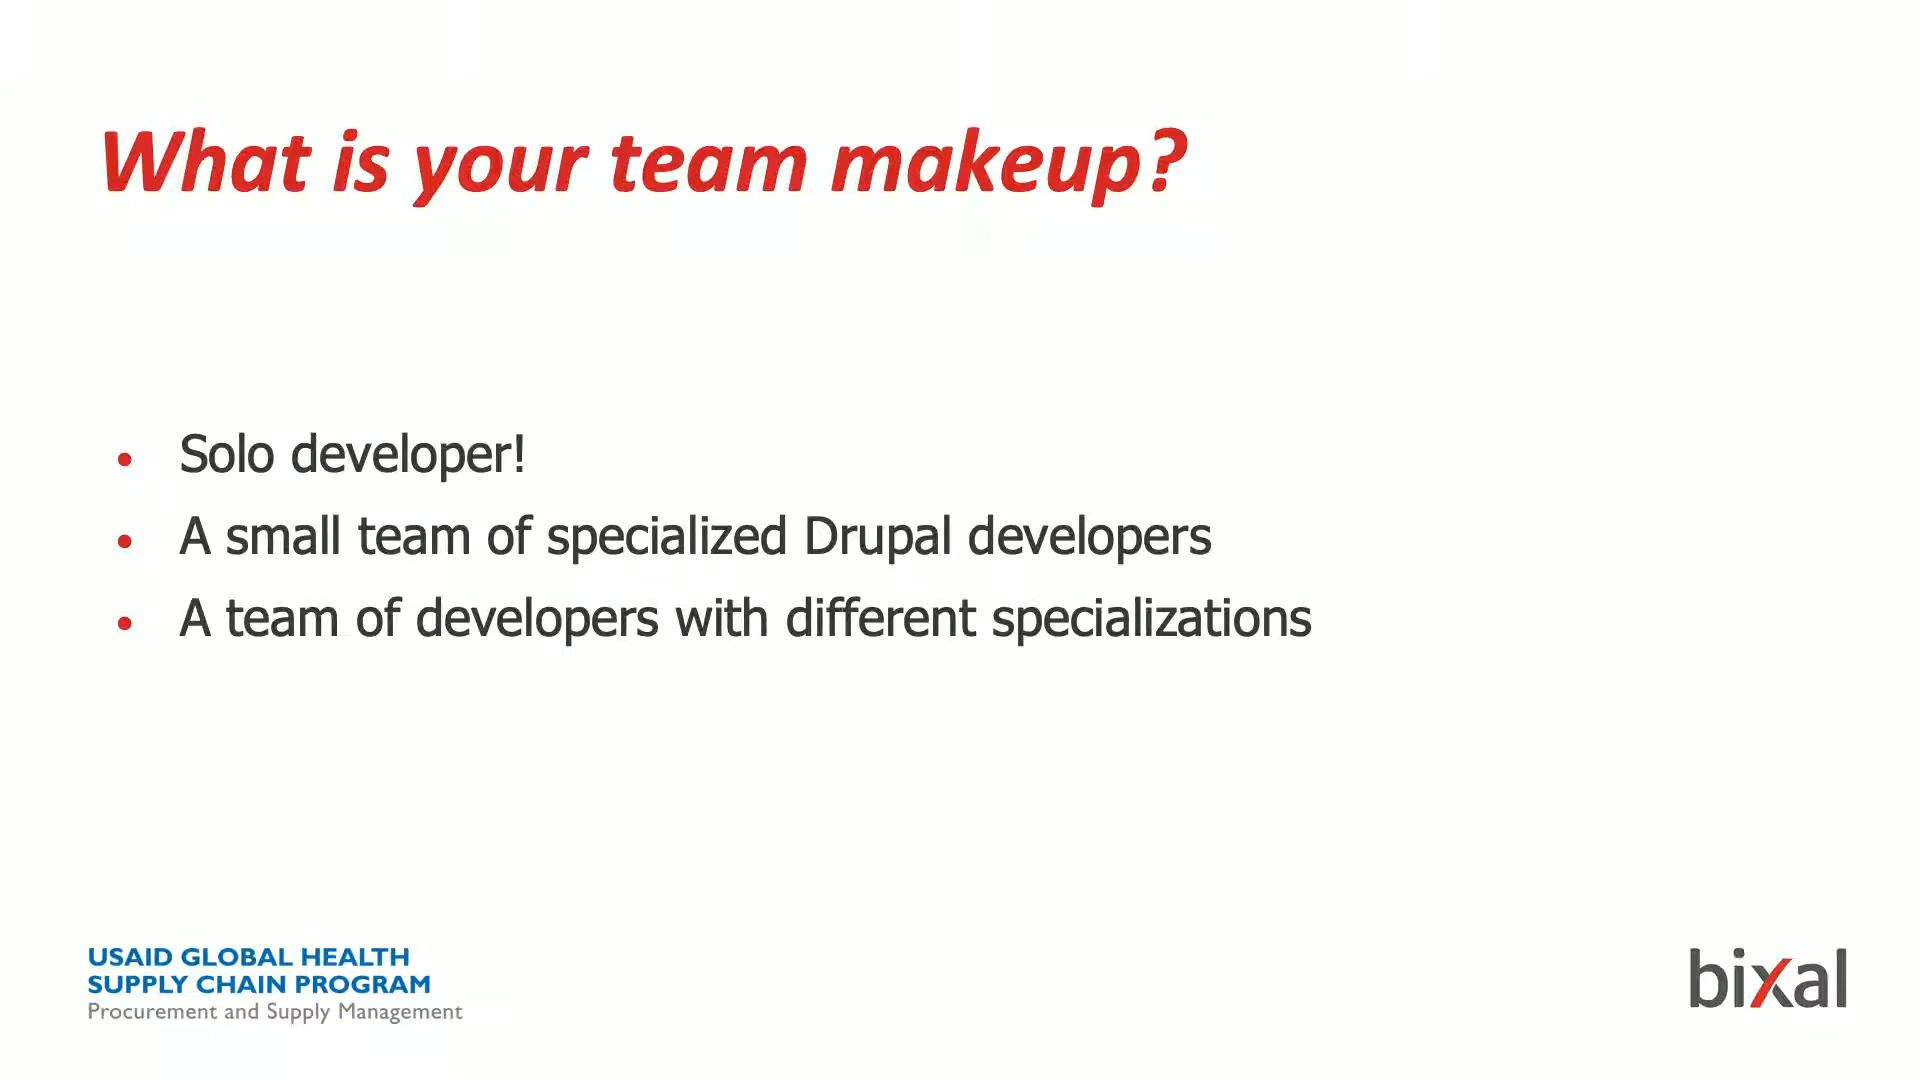 What is your team makeup?
• Solo developer!
• A small team of specialized Drupal developers
• A team of developers with different specializations
USAID GLOBAL HEALTH
SUPPLY CHAIN PROGRAM
Procurement and Supply Management
bixal